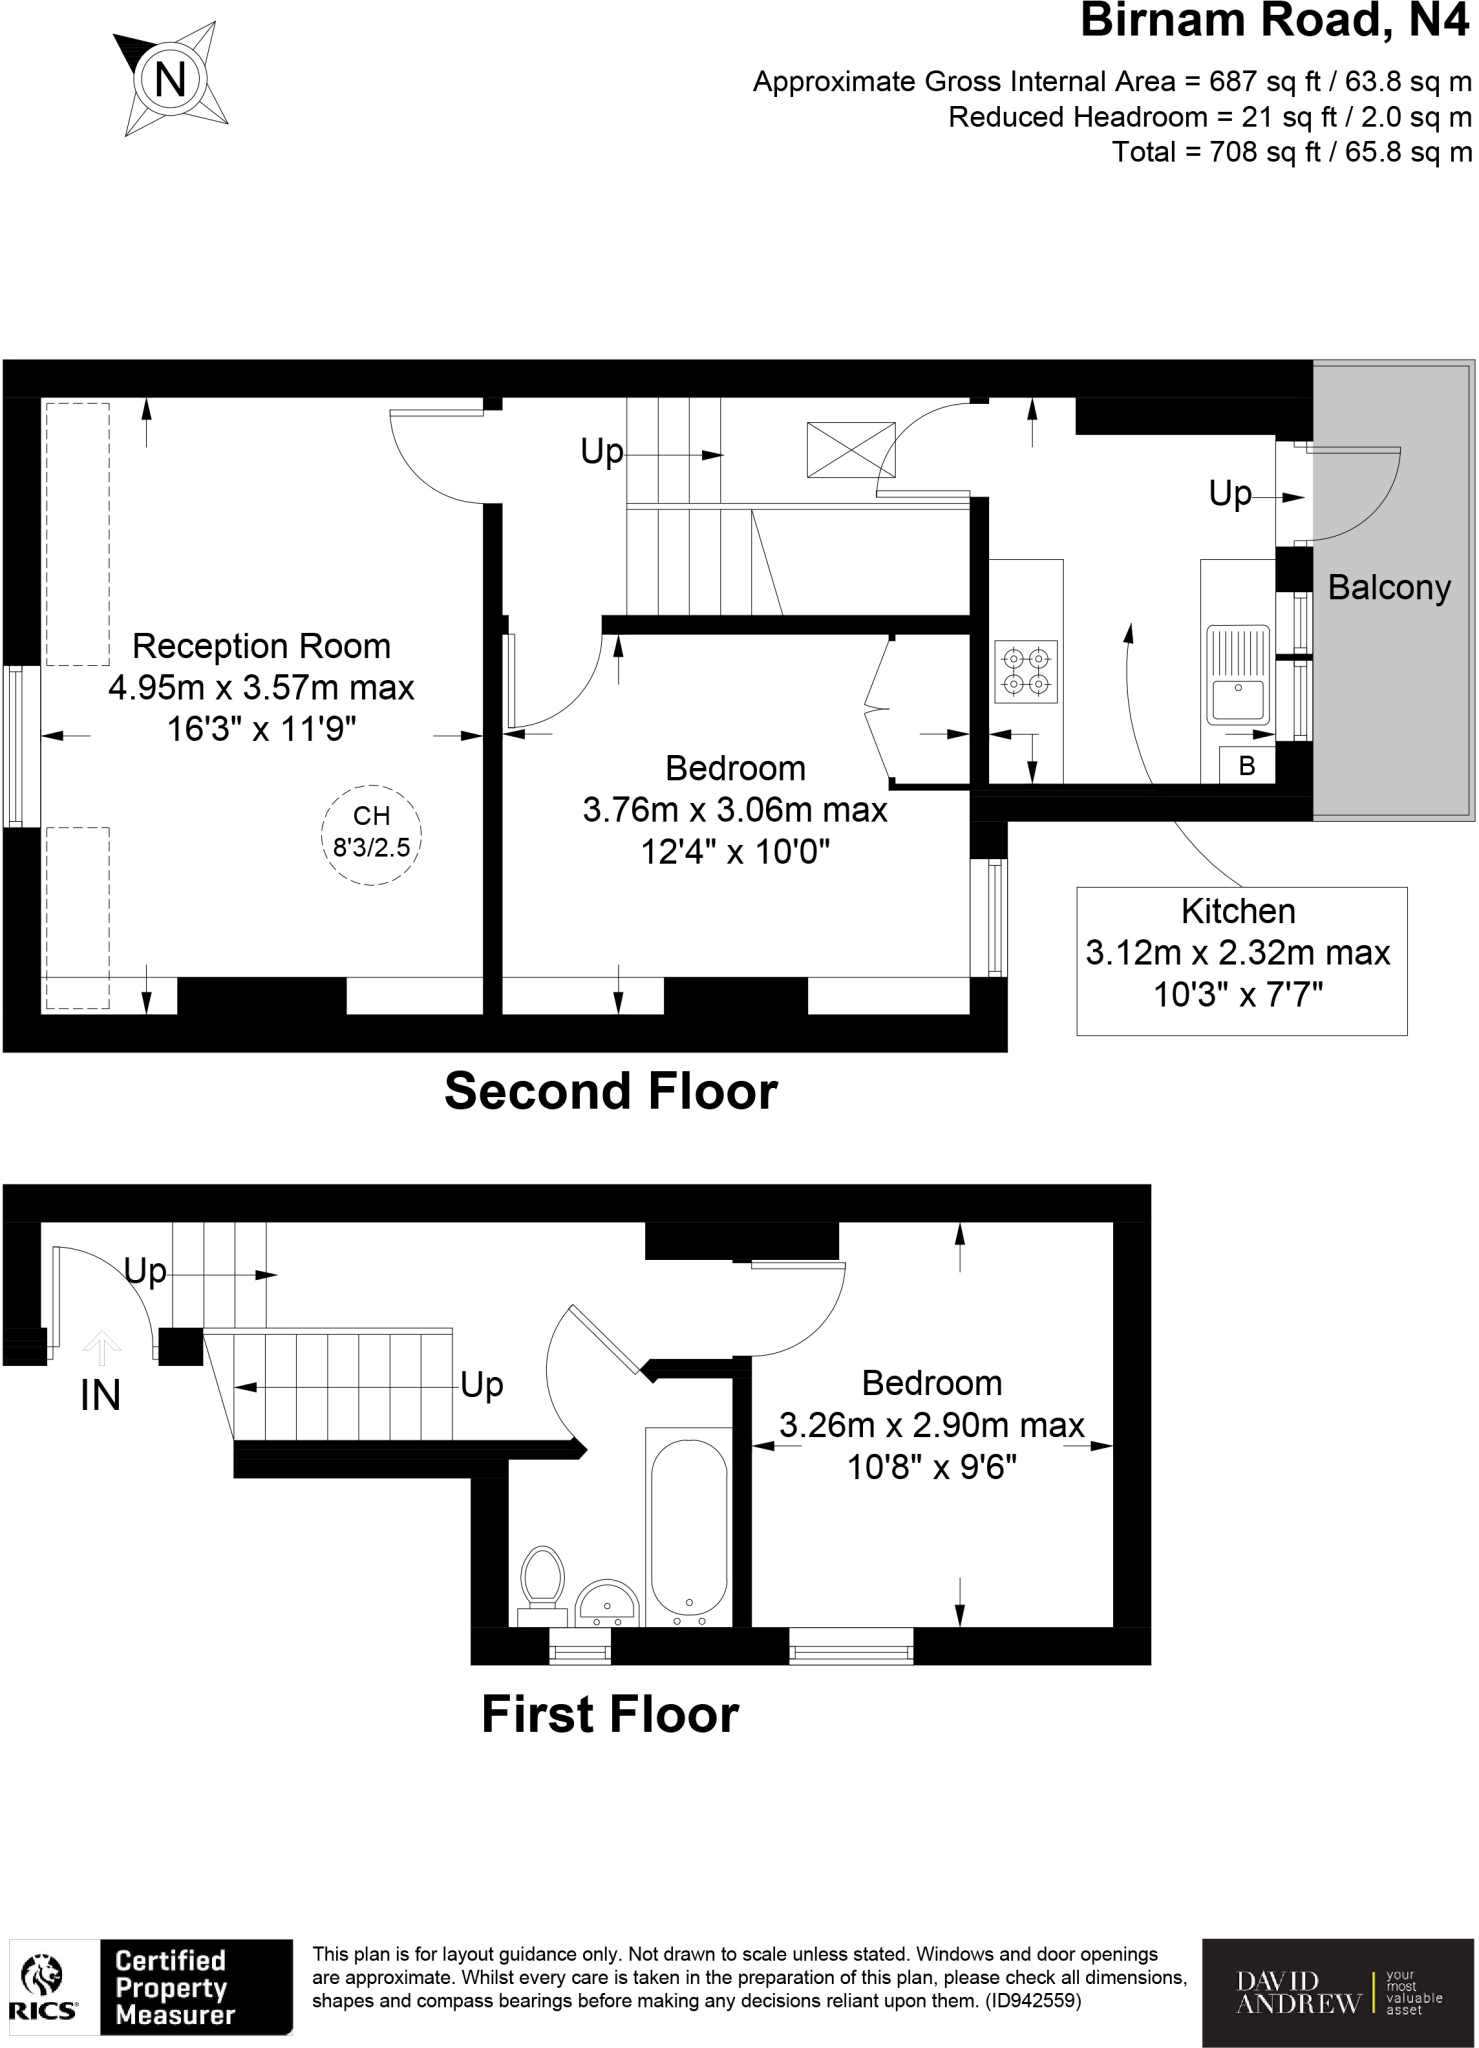 Birnam Road, N4
Approximate Gross Internal Area = 687 sq ft / 63.8 sq m
Reduced Headroom = 21 sq ft / 2.0 sq m
Total = 708 sq ft / 65.8 sq m
N
Up
Up
Balcony
Reception Room
4.95m x 3.57m max
16'3" x 11'9"
CH
8'3/2.5
Bedroom
3.76m x 3.06m max
12'4" x 10'0"
B
Kitchen
3.12m x 2.32m max
10'3" x 7'7"
Second Floor
Up
IN
Up
Bedroom
3.26m x 2.90m max
10'8" x 9'6"
First Floor
RICS
Certified
Property
Measurer
This plan is for layout guidance only. Not drawn to scale unless stated. Windows and door openings
are approximate. Whilst every care is taken in the preparation of this plan, please check all dimensions,
shapes and compass bearings before making any decisions reliant upon them. (ID942559)
DAVID
ANDREW
your
most
valuable
asset